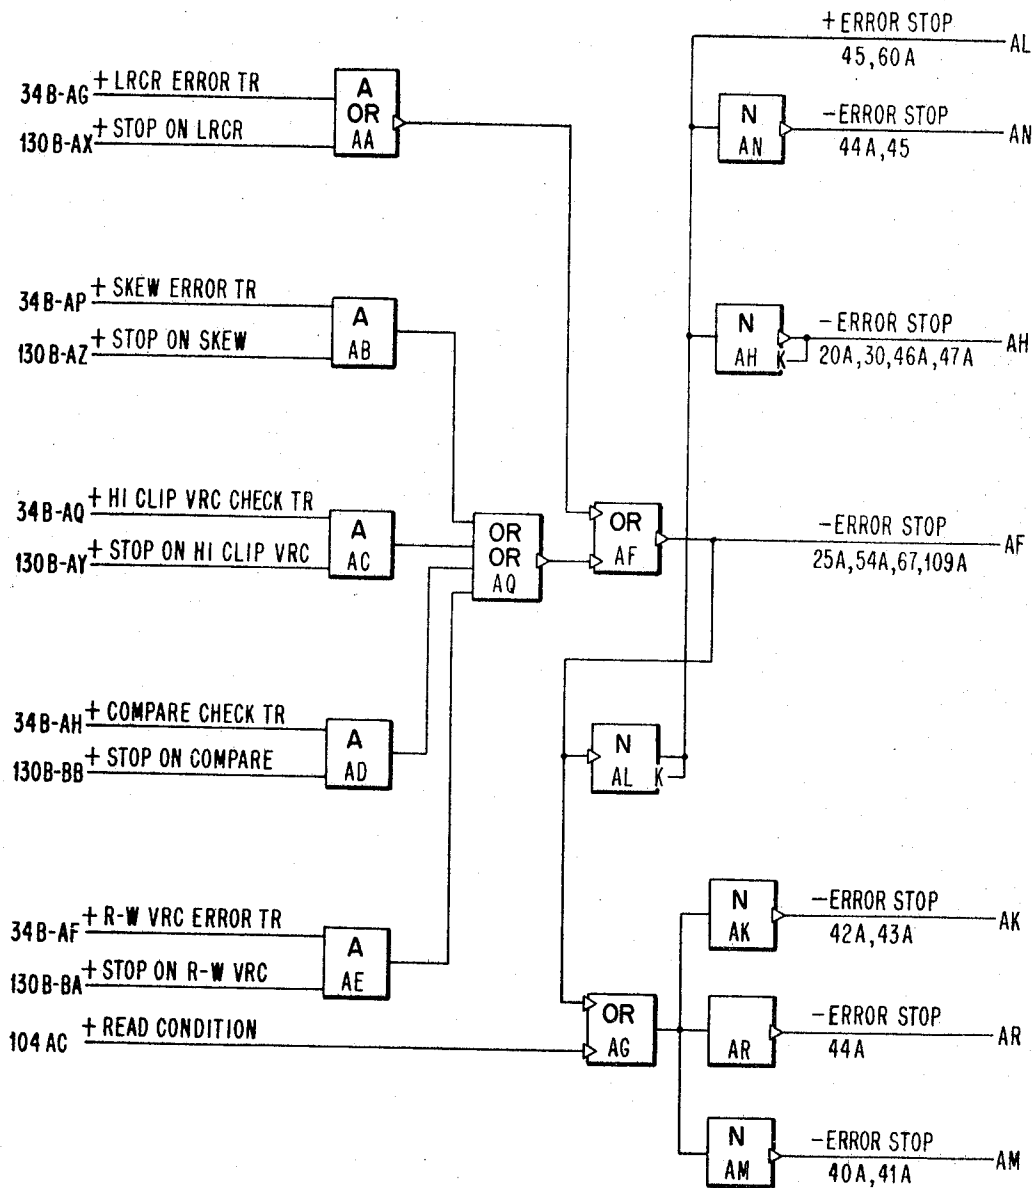 + ERROR STOP
AL
45,60A
34B-AG + LRCR ERROR TR
130B-AX + STOP ON LRCR
A
OR
AA
N
AN
-ERROR STOP
AN
44A,45
34B-AP + SKEW ERROR TR
130B-AZ + STOP ON SKEW
A
AB
N
AH K
-ERROR STOP
AH
20A,30,46A,47A
34B-AQ + HI CLIP VRC CHECK TR
130B-AY + STOP ON HI CLIP VRC
A
AC
OR
OR
AQ
OR
AF
-ERROR STOP
AF
25A,54A,67,109A
34B-AH + COMPARE CHECK TR
130B-BB + STOP ON COMPARE
A
AD
N
AL K
34B-AF + R-W VRC ERROR TR
130B-BA + STOP ON R-W VRC
A
AE
104 AC + READ CONDITION
OR
AG
N
AK
-ERROR STOP
AK
42A,43A
AR
-ERROR STOP
AR
44A
N
AM
-ERROR STOP
AM
40A,41A